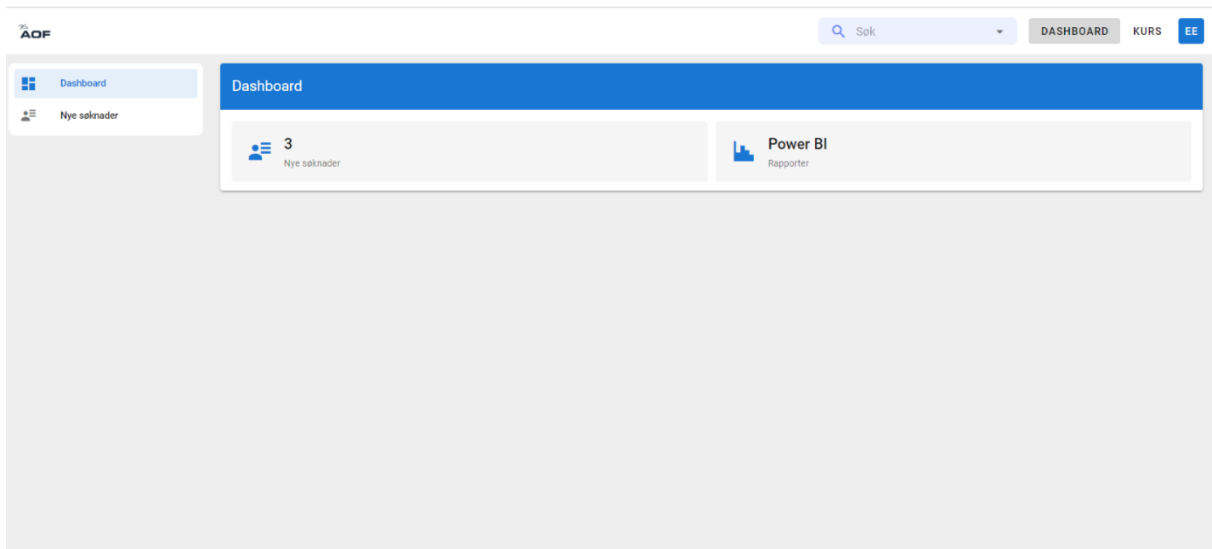 AOF
Søk
DASHBOARD
KURS
EE
Dashboard
Nye søknader
Dashboard
3
Nye søknader
Power BI
Rapporter